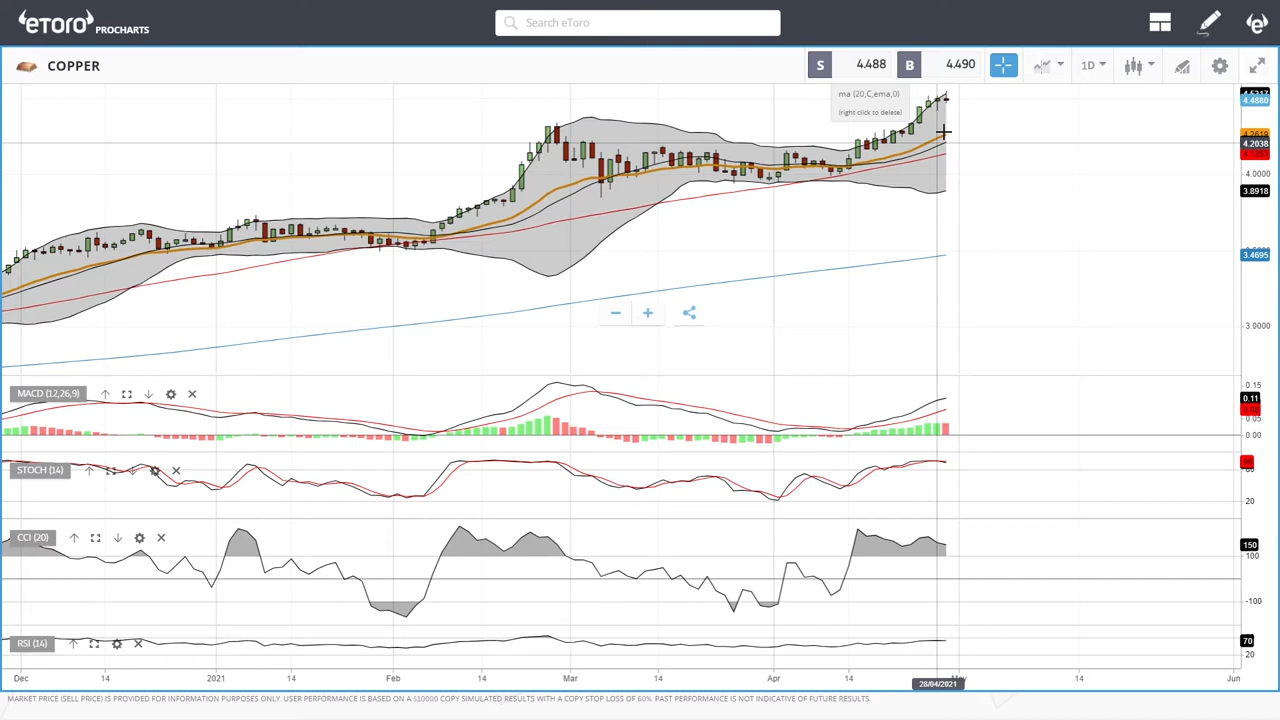 eToro PROCHARTS
Search eToro
COPPER
S 4.488 B 4.490
1D
ma (20,C,ema,0)
(right click to delete)
4.4880
4.2619
4.2038
4.0000
3.8918
3.4695
3.0000
MACD (12,26,9)
0.15
0.11
0.05
0.00
STOCH (14)
80
20
CCI (20)
150
100
-100
RSI (14)
70
20
Dec 14 2021 14 Feb 14 Mar 14 Apr 14 May 14 Jun
28/04/2021
MARKET PRICE (SELL PRICE) IS PROVIDED FOR INFORMATION PURPOSES ONLY. USER PERFORMANCE IS BASED ON A $10000 COPY SIMULATED RESULTS WITH A COPY STOP LOSS OF 60%. PAST PERFORMANCE IS NOT INDICATIVE OF FUTURE RESULTS.